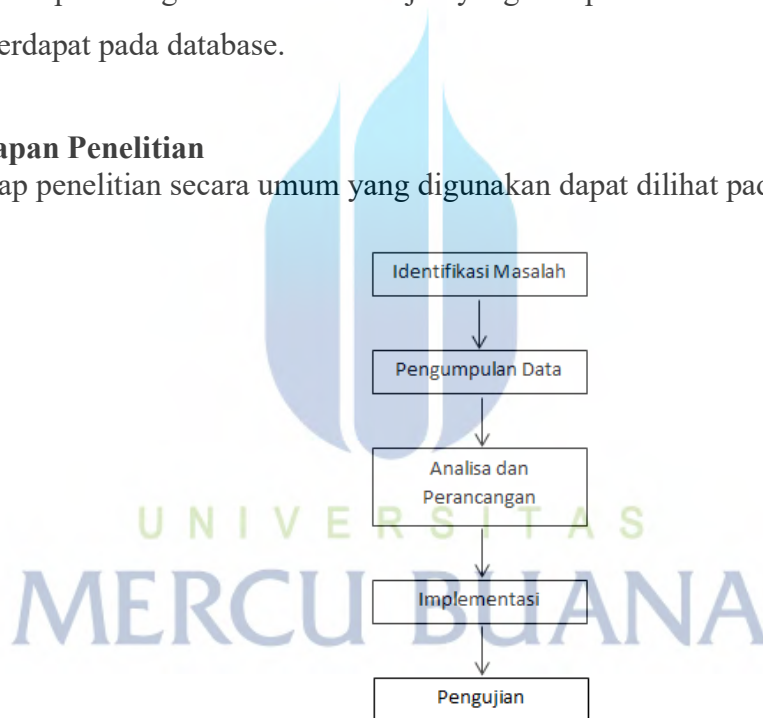 erdapat pada database.
apan Penelitian
ap penelitian secara umum yang digunakan dapat dilihat pad
Identifikasi Masalah
Pengumpulan Data
Analisa dan
Perancangan
Implementasi
Pengujian
UNIVERSITAS
MERCU BUANA